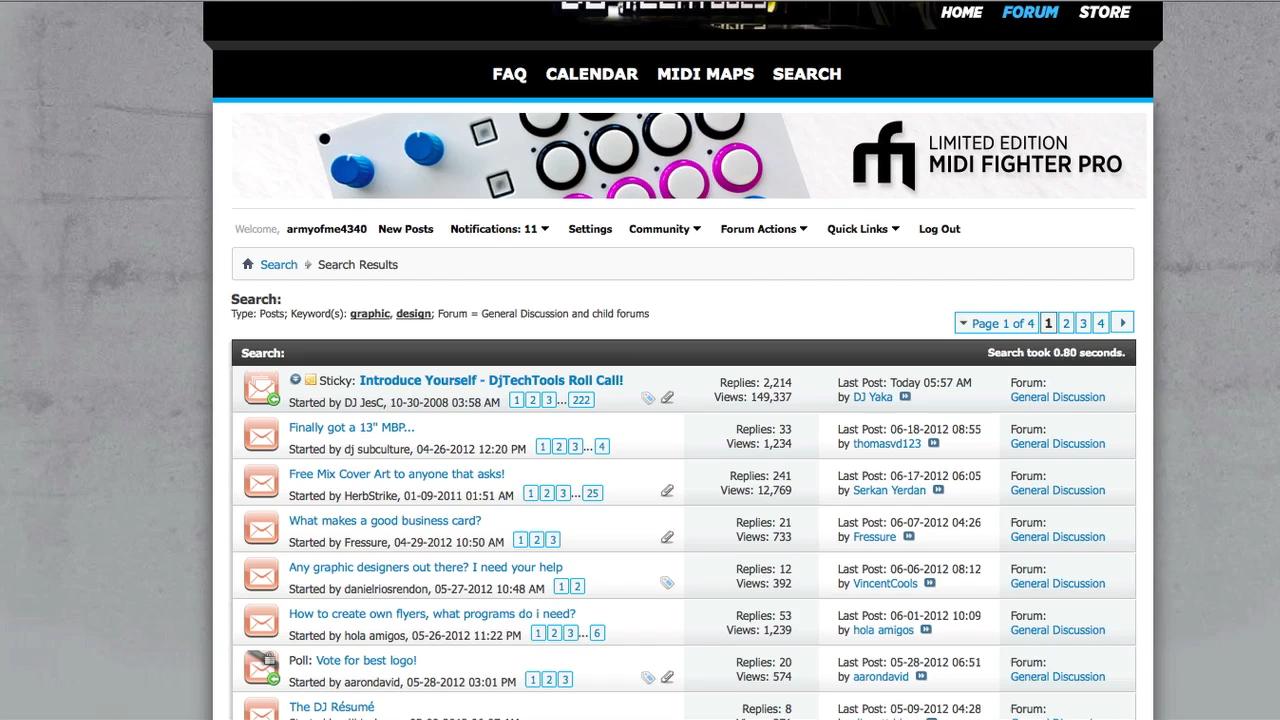 HOME FORUM STORE
FAQ CALENDAR MIDI MAPS SEARCH
LIMITED EDITION
MIDI FIGHTER PRO
Welcome, armyofme4340 New Posts Notifications: 11 Settings Community Forum Actions Quick Links Log Out
Search Search Results
Search:
Type: Posts; Keyword(s): graphic, design; Forum = General Discussion and child forums
Page 1 of 4 1 2 3 4
Search: Search took 0.80 seconds.
Sticky: Introduce Yourself - DjTechTools Roll Call! Replies: 2,214 Last Post: Today 05:57 AM Forum:
Started by DJ JesC, 10-30-2008 03:58 AM 1 2 3 ... 222 Views: 149,337 by DJ Yaka General Discussion
Finally got a 13" MBP... Replies: 33 Last Post: 06-18-2012 08:55 Forum:
Started by dj subculture, 04-26-2012 12:20 PM 1 2 3 ... 4 Views: 1,234 by thomasvd123 General Discussion
Free Mix Cover Art to anyone that asks! Replies: 241 Last Post: 06-17-2012 06:05 Forum:
Started by HerbStrike, 01-09-2011 01:51 AM 1 2 3 ... 25 Views: 12,769 by Serkan Yerdan General Discussion
What makes a good business card? Replies: 21 Last Post: 06-07-2012 04:26 Forum:
Started by Fressure, 04-29-2012 10:50 AM 1 2 3 Views: 733 by Fressure General Discussion
Any graphic designers out there? I need your help Replies: 12 Last Post: 06-06-2012 08:12 Forum:
Started by danielriosrendon, 05-27-2012 10:48 AM 1 2 Views: 392 by VincentCools General Discussion
How to create own flyers, what programs do i need? Replies: 53 Last Post: 06-01-2012 10:09 Forum:
Started by hola amigos, 05-26-2012 11:22 PM 1 2 3 ... 6 Views: 1,239 by hola amigos General Discussion
Poll: Vote for best logo! Replies: 20 Last Post: 05-28-2012 06:51 Forum:
Started by aarondavid, 05-28-2012 03:01 PM 1 2 3 Views: 574 by aarondavid General Discussion
The DJ Résumé Replies: 8 Last Post: 05-09-2012 04:28 Forum: